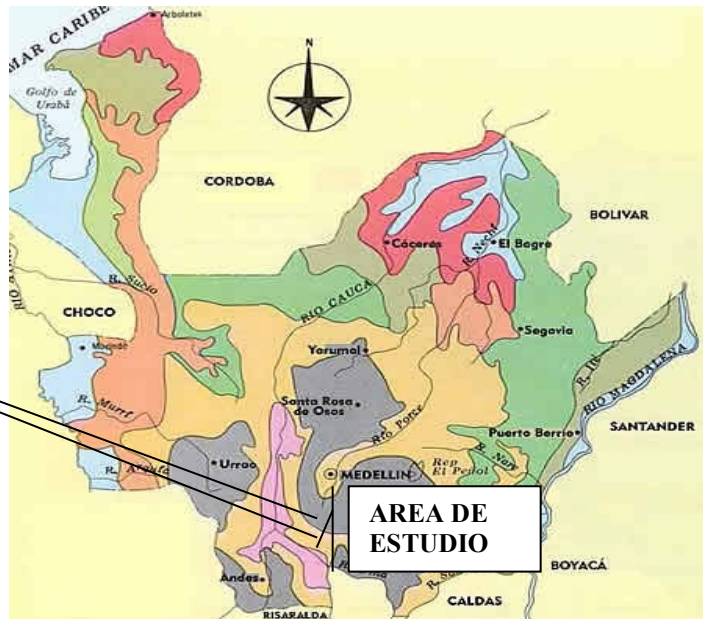 Arboletes
MAR CARIBE
Golfo de
Urabá
N
CORDOBA
BOLIVAR
Cáceres
R. Nechí
El Bagre
R. Sucio
RIO CAUCA
CHOCO
Segovia
Yarumal
R. Ite
RIO MAGDALENA
Santa Rosa
de Osos
R. Murrí
Río Porce
SANTANDER
Puerto Berrío
R. Nare
Urrao
MEDELLIN
Rep
El Peñol
AREA DE
ESTUDIO
BOYACÁ
Andes
CALDAS
RISARALDA